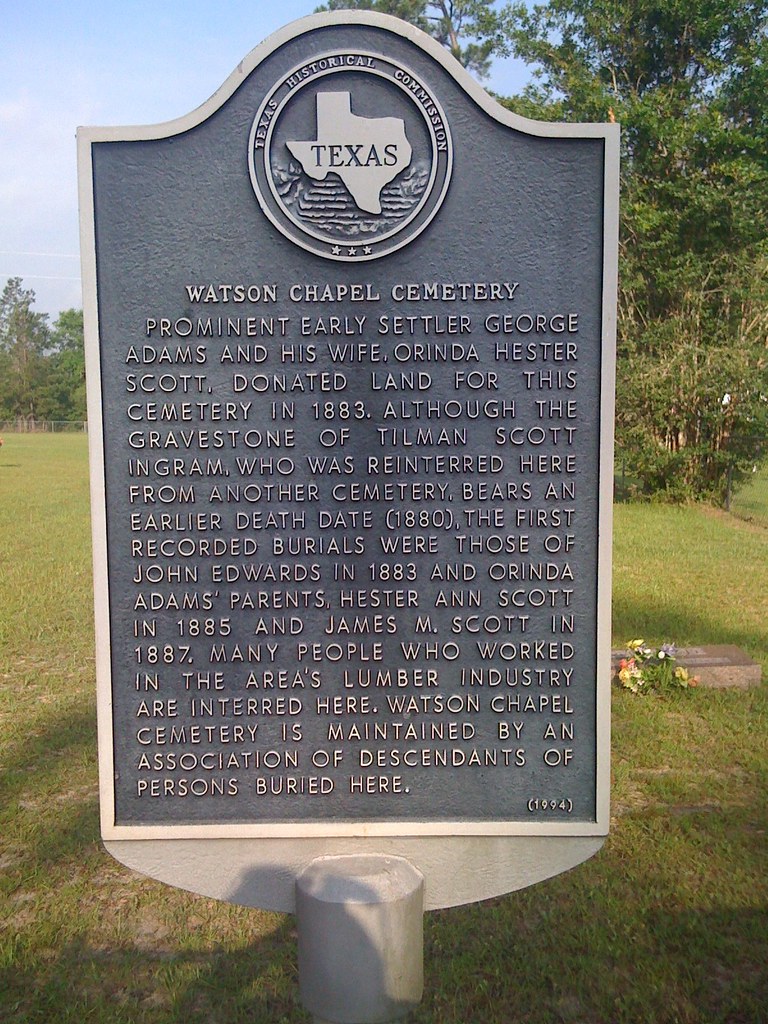 TEXAS HISTORICAL COMMISSION
TEXAS
WATSON CHAPEL CEMETERY
PROMINENT EARLY SETTLER GEORGE
ADAMS AND HIS WIFE, ORINDA HESTER
SCOTT, DONATED LAND FOR THIS
CEMETERY IN 1883. ALTHOUGH THE
GRAVESTONE OF TILMAN SCOTT
INGRAM, WHO WAS REINTERRED HERE
FROM ANOTHER CEMETERY, BEARS AN
EARLIER DEATH DATE (1880), THE FIRST
RECORDED BURIALS WERE THOSE OF
JOHN EDWARDS IN 1883 AND ORINDA
ADAMS' PARENTS, HESTER ANN SCOTT
IN 1885 AND JAMES M. SCOTT IN
1887. MANY PEOPLE WHO WORKED
IN THE AREA'S LUMBER INDUSTRY
ARE INTERRED HERE. WATSON CHAPEL
CEMETERY IS MAINTAINED BY AN
ASSOCIATION OF DESCENDANTS OF
PERSONS BURIED HERE.
(1994)